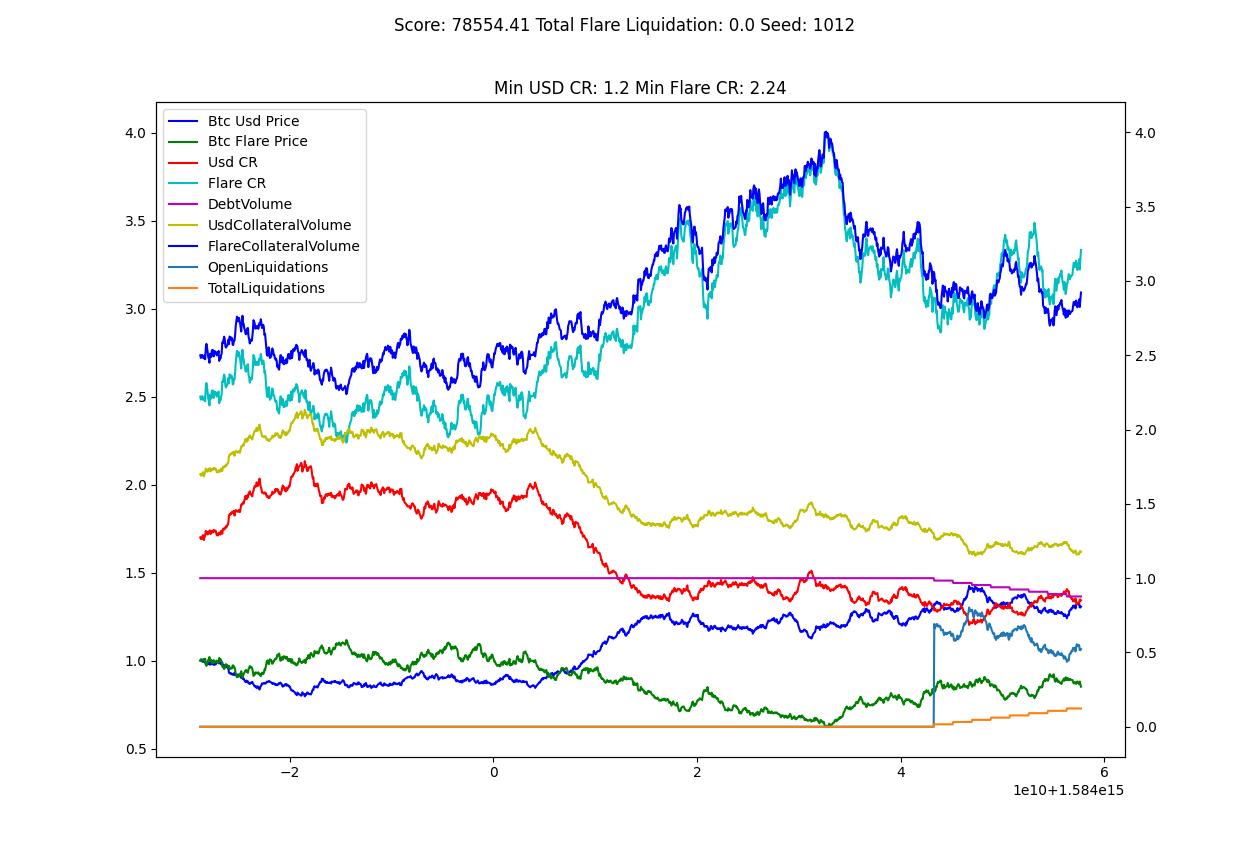 Score: 78554.41 Total Flare Liquidation: 0.0 Seed: 1012
Min USD CR: 1.2 Min Flare CR: 2.24
Btc Usd Price
Btc Flare Price
Usd CR
Flare CR
DebtVolume
UsdCollateralVolume
FlareCollateralVolume
OpenLiquidations
TotalLiquidations
4.0
3.5
3.0
2.5
2.0
1.5
1.0
0.5
4.0
3.5
3.0
2.5
2.0
1.5
1.0
0.5
0.0
−2 0 2 4 6
1e10+1.584e15